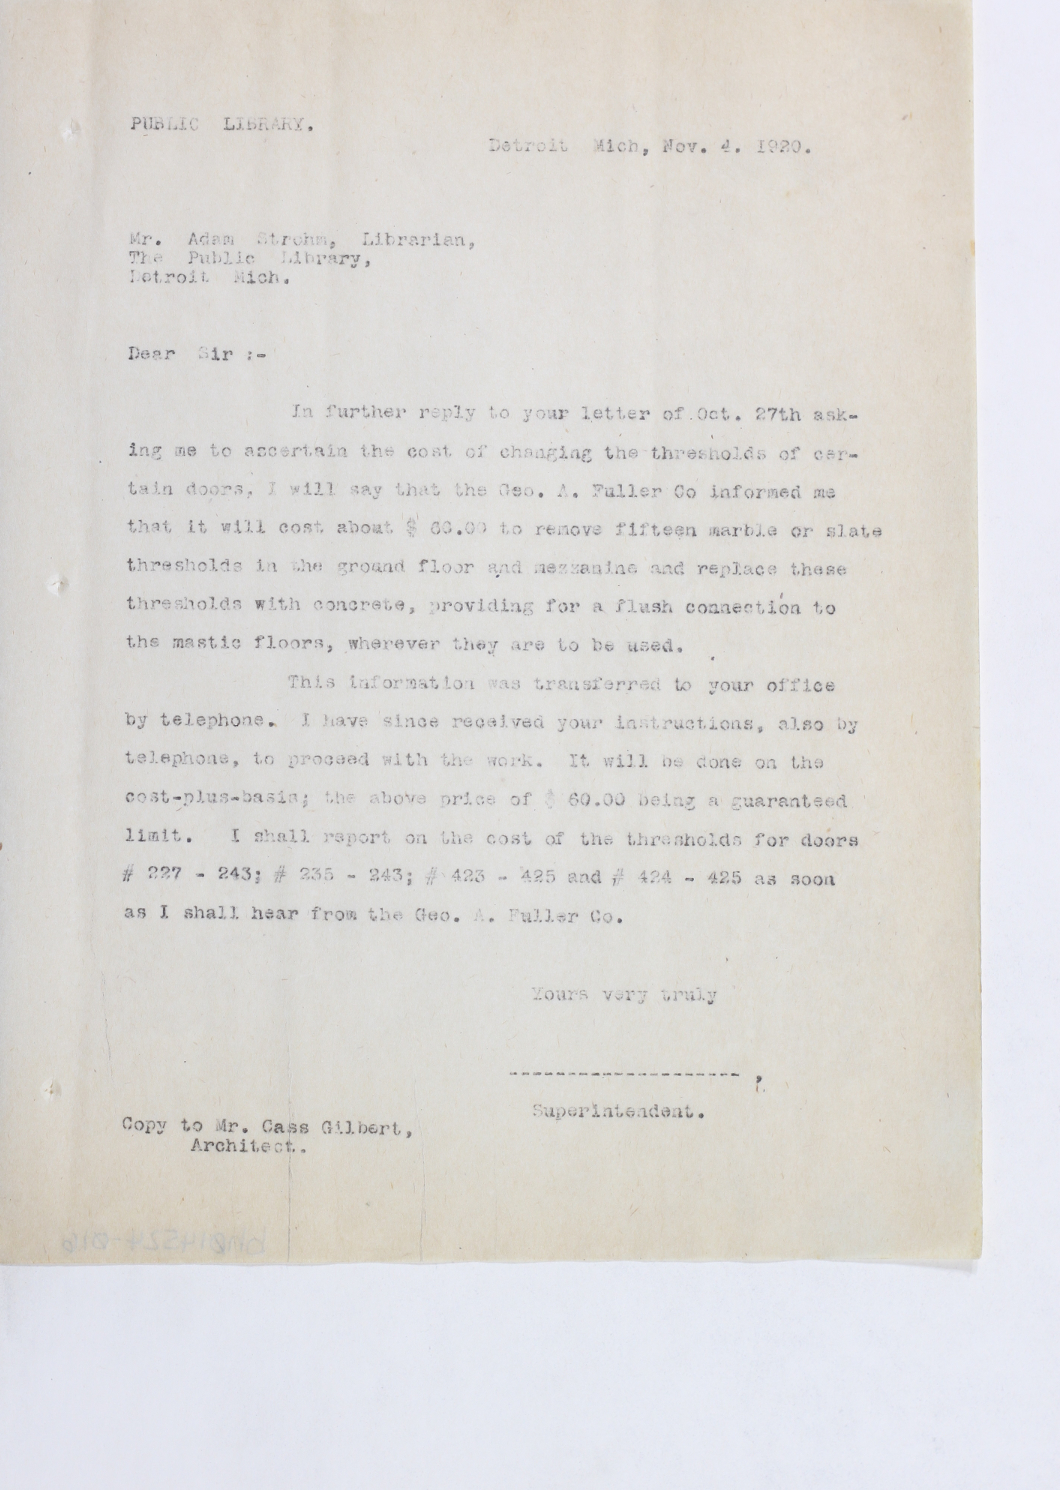 PUBLIC LIBRARY.
Detroit Mich, Nov. 4. 1920.
Mr. Adam Strohm, Librarian,
The Public Library,
Detroit Mich.
Dear Sir :-
In further reply to your letter of Oct. 27th ask-
ing me to ascertain the cost of changing the thresholds of cer-
tain doors, I will say that the Geo. A. Fuller Co informed me
that it will cost about $ 60.00 to remove fifteen marble or slate
thresholds in the ground floor and mezzanine and replace these
thresholds with concrete, providing for a flush connection to
the mastic floors, wherever they are to be used.
This information was transferred to your office
by telephone. I have since received your instructions, also by
telephone, to proceed with the work. It will be done on the
cost-plus-basis; the above price of $ 60.00 being a guaranteed
limit. I shall report on the cost of the thresholds for doors
# 227 - 243; # 235 - 243; # 423 - 425 and # 424 - 425 as soon
as I shall hear from the Geo. A. Fuller Co.
Yours very truly
-------------------- ,
Superintendent.
Copy to Mr. Cass Gilbert,
Architect.